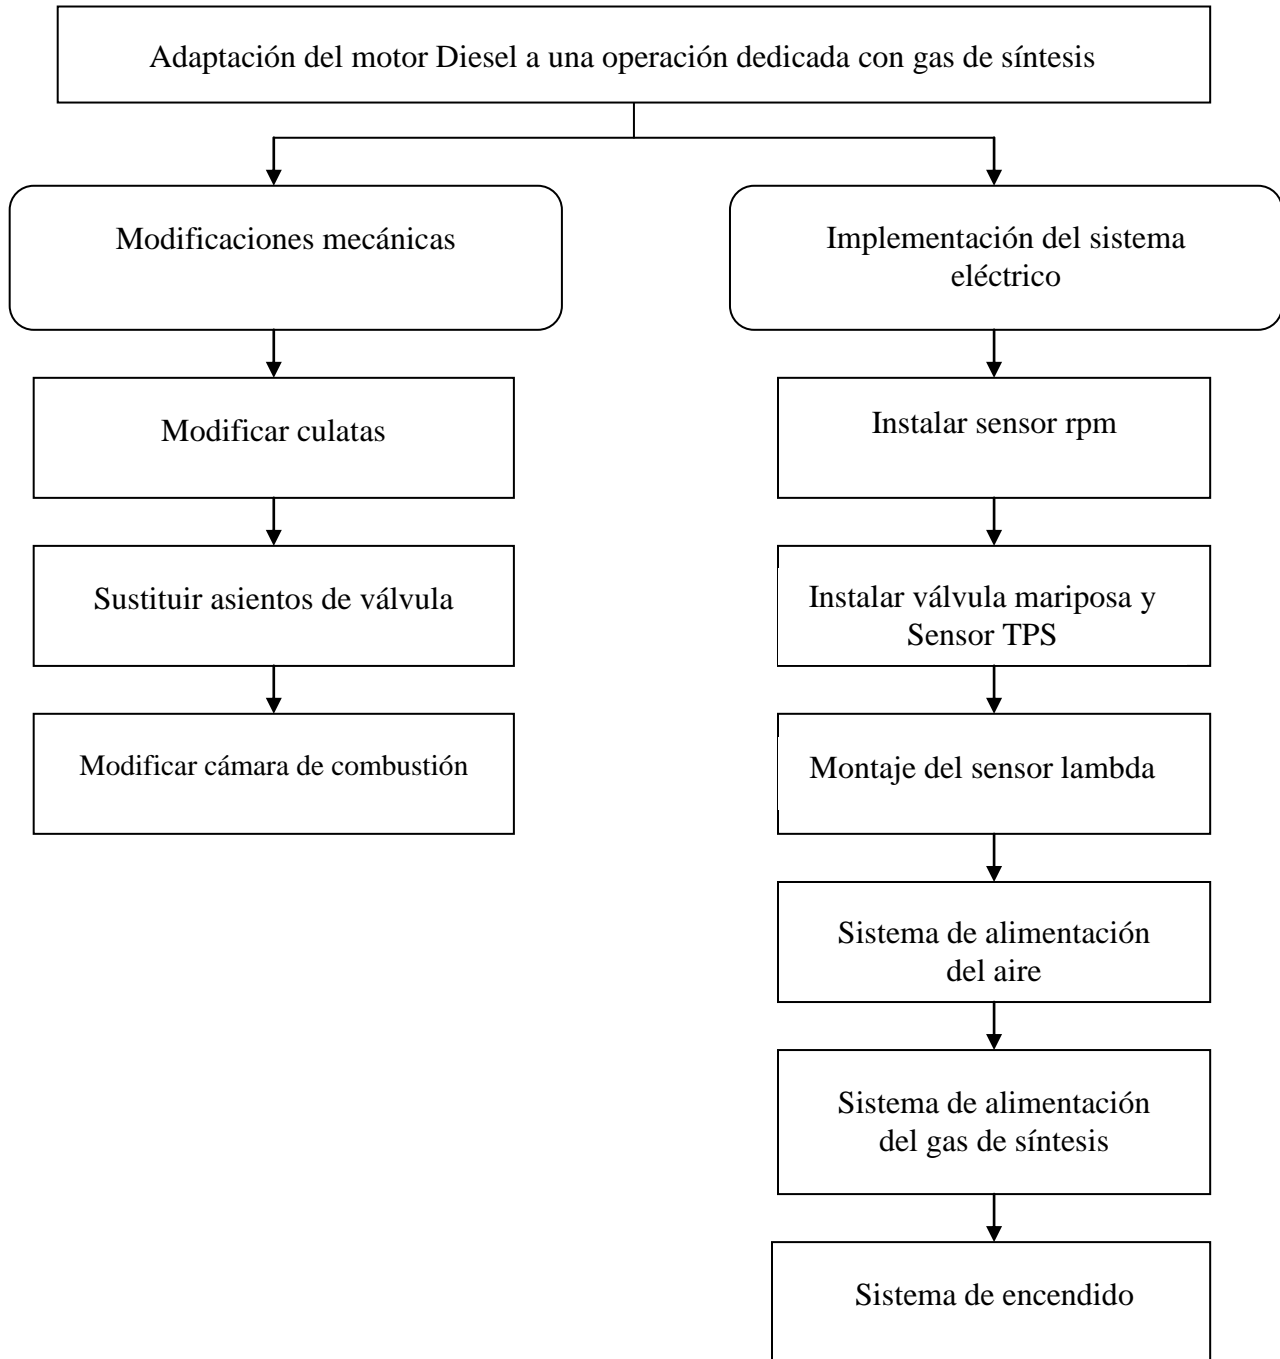 Adaptación del motor Diesel a una operación dedicada con gas de síntesis
Modificaciones mecánicas
Implementación del sistema
eléctrico
Modificar culatas
Instalar sensor rpm
Sustituir asientos de válvula
Instalar válvula mariposa y
Sensor TPS
Modificar cámara de combustión
Montaje del sensor lambda
Sistema de alimentación
del aire
Sistema de alimentación
del gas de síntesis
Sistema de encendido